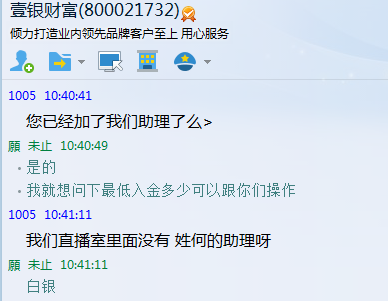 壹银财富(800021732)
倾力打造业内领先品牌客户至上 用心服务
1005 10:40:41
您已经加了我们助理了么>
願 未止 10:40:49
是的
我就想问下最低入金多少可以跟你们操作
1005 10:41:11
我们直播室里面没有 姓何的助理呀
願 未止 10:41:11
白银